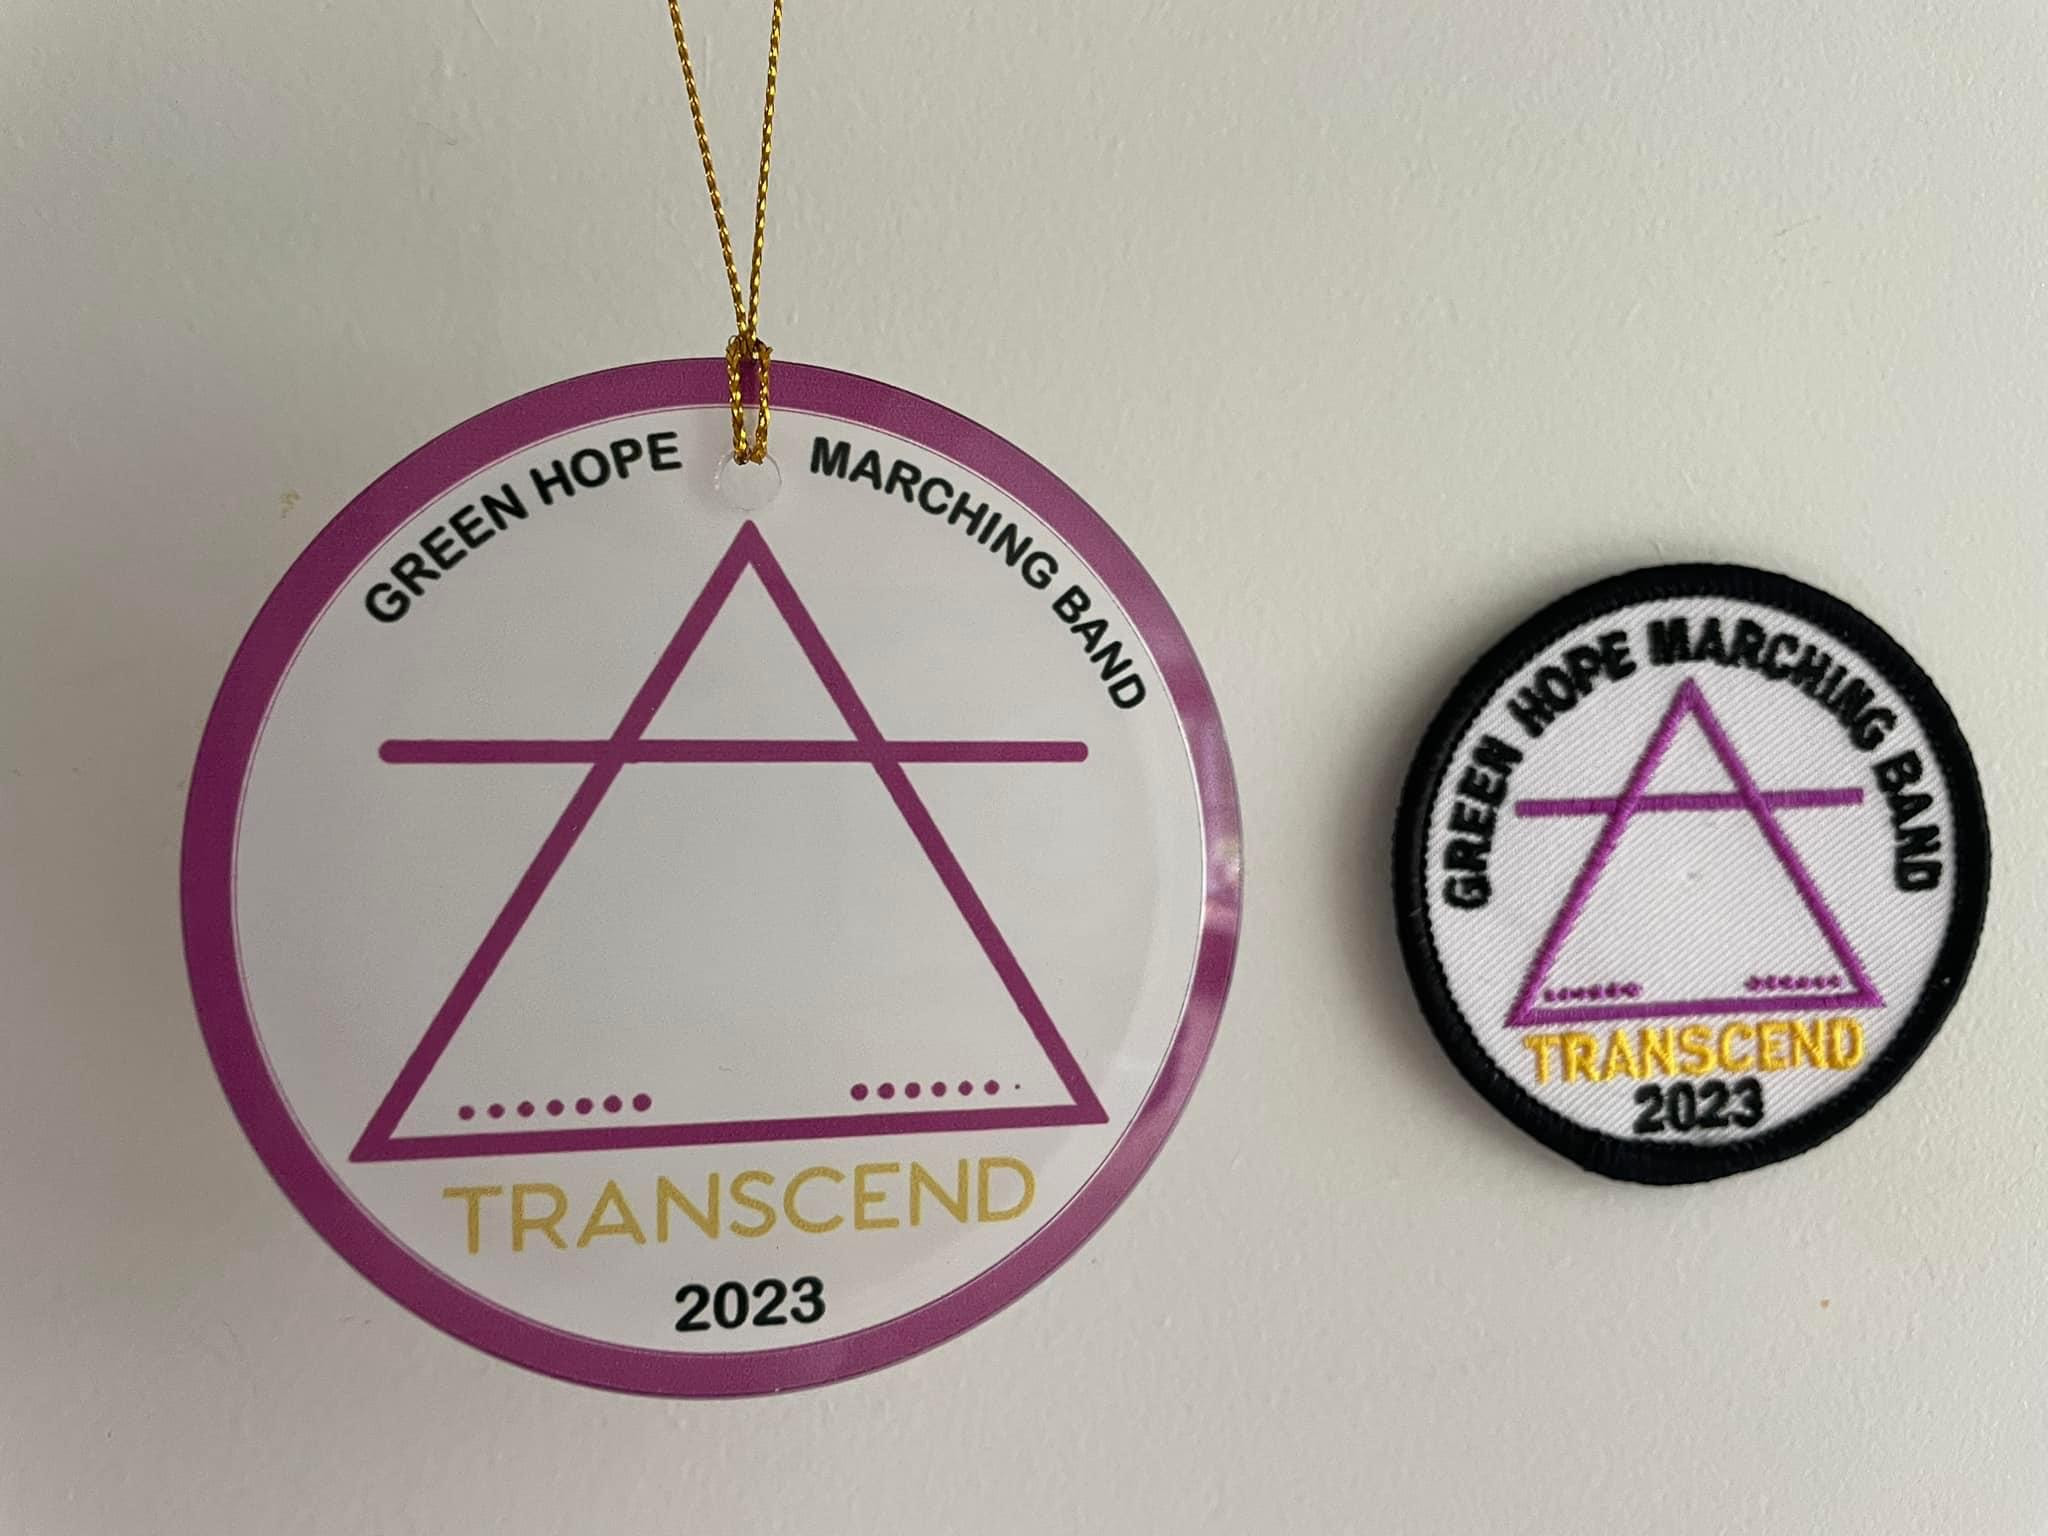 GREEN HOPE MARCHING BAND
TRANSCEND
2023
GREEN HOPE MARCHING BAND
TRANSCEND
2023